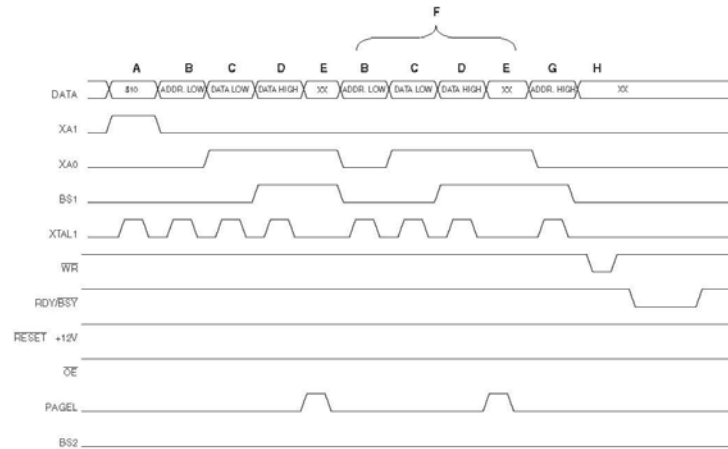 F
A B C D E B C D E G H
DATA $10 ADDR. LOW DATA LOW DATA HIGH XX ADDR. LOW DATA LOW DATA HIGH XX ADDR. HIGH XX
XA1
XA0
BS1
XTAL1
WR
RDY/BSY
RESET +12V
OE
PAGEL
BS2